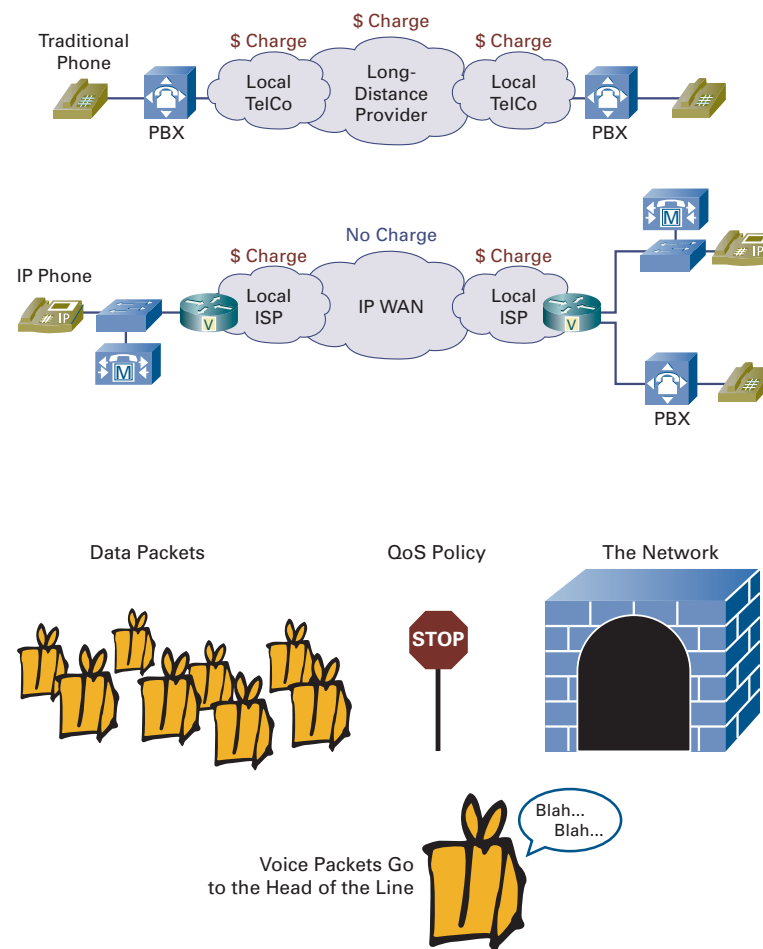 $ Charge
Traditional
Phone
$ Charge
$ Charge
Local
TelCo
Long-
Distance
Provider
Local
TelCo
#
#
PBX
PBX
M
No Charge
$ Charge
$ Charge
IP Phone
# IP
Local
ISP
IP WAN
Local
ISP
# IP
V
V
M
#
PBX
Data Packets
QoS Policy
The Network
STOP
Blah...
Blah...
Voice Packets Go
to the Head of the Line